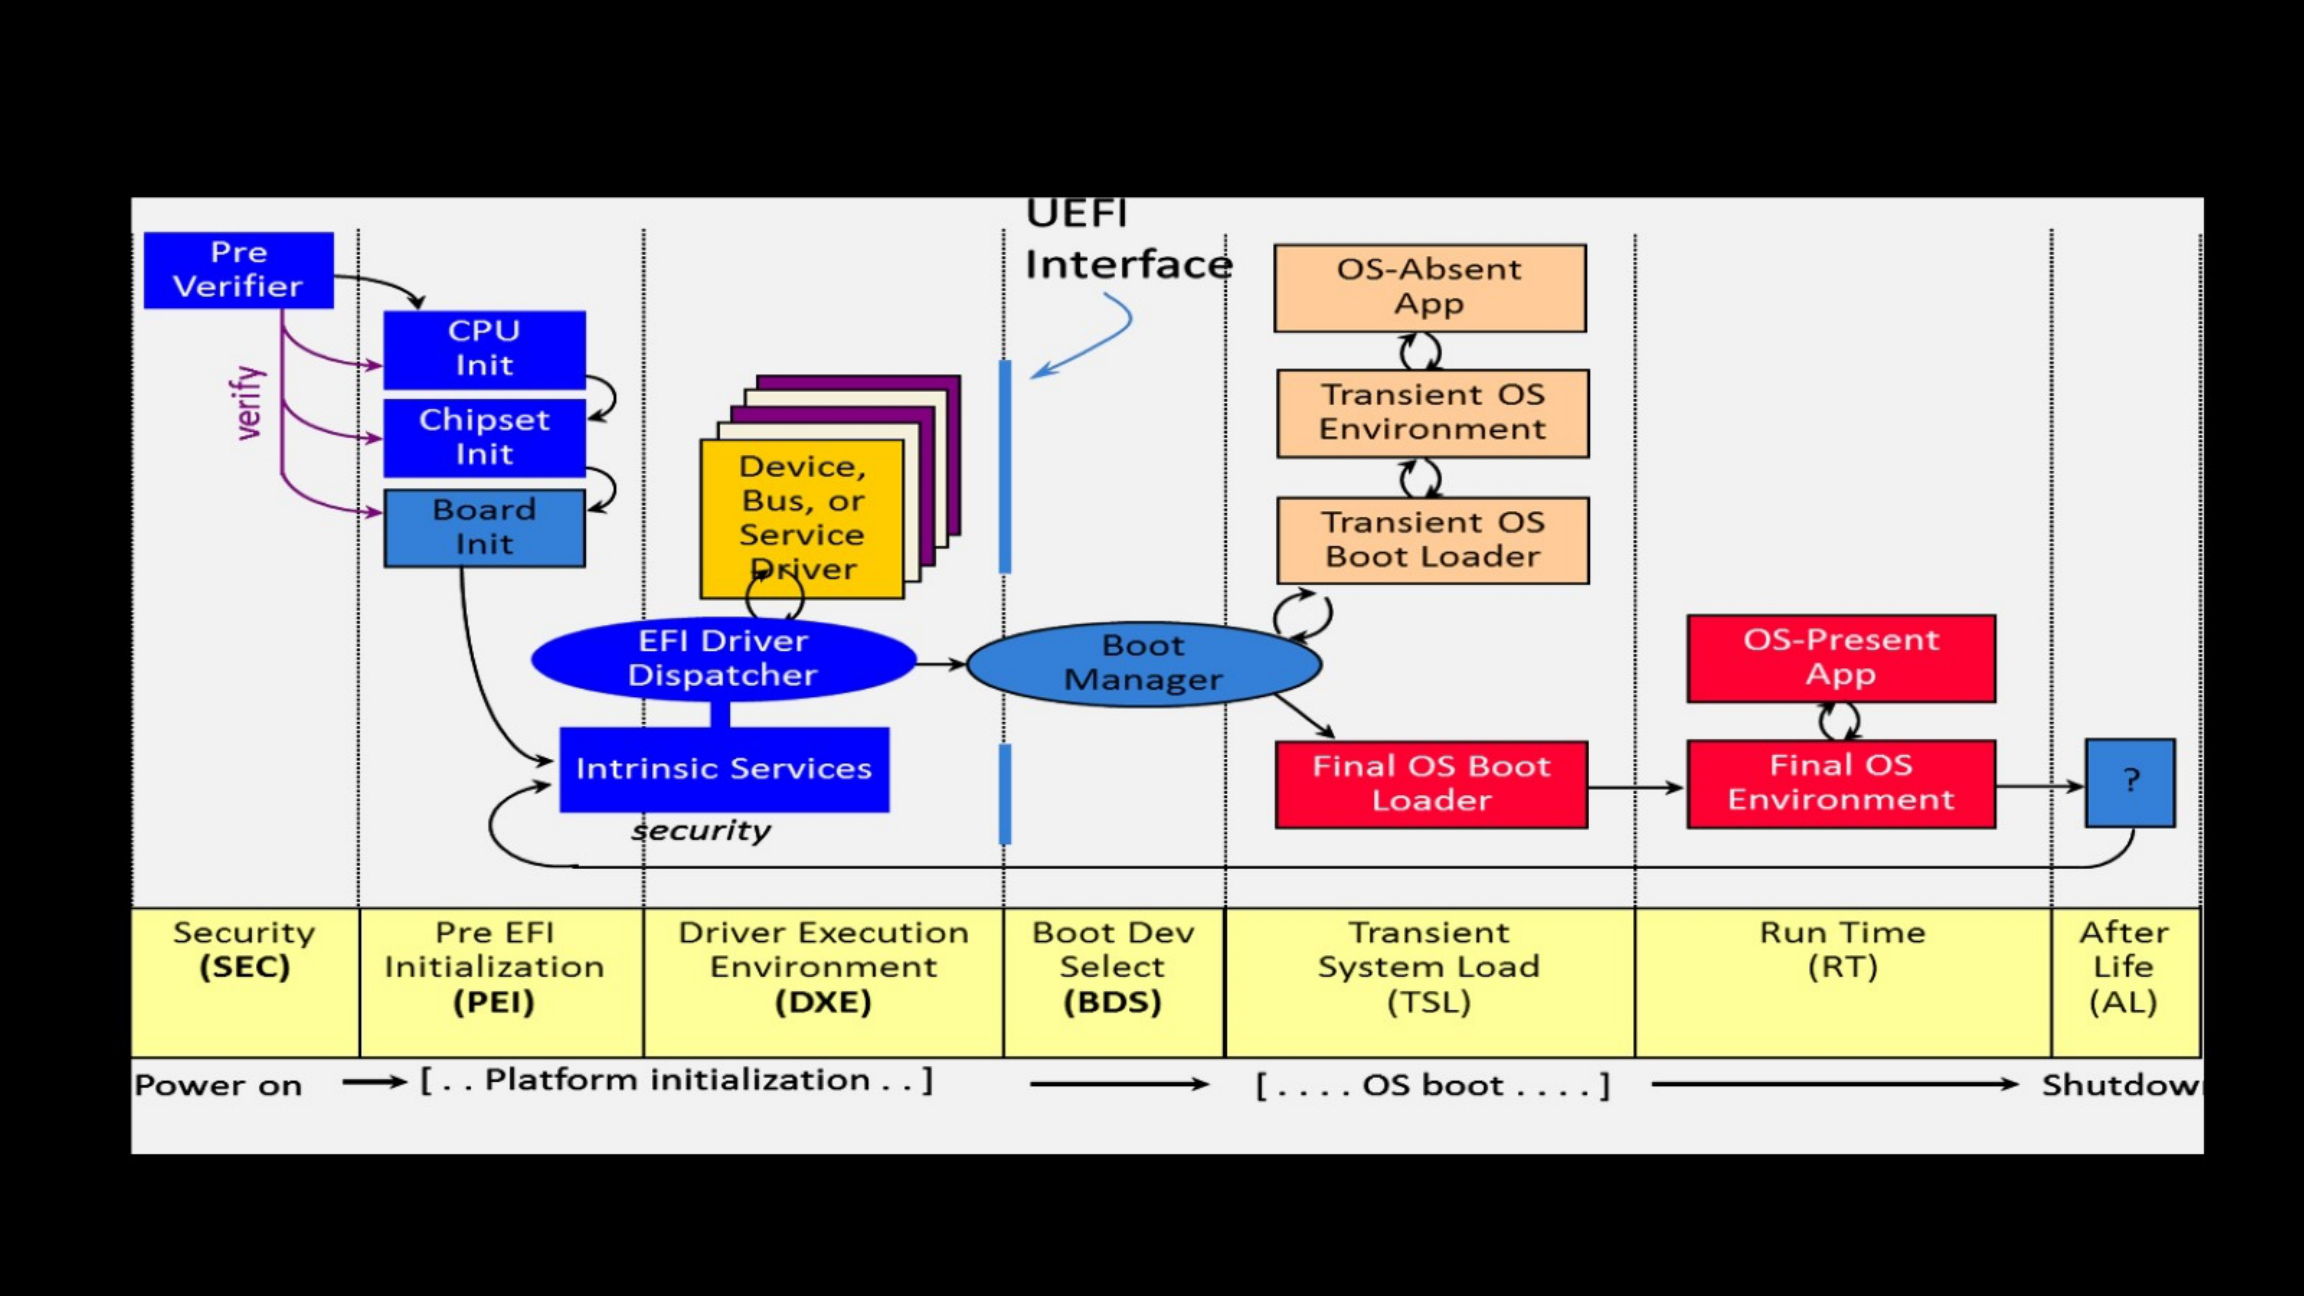 UEFI
Interface
Pre
Verifier
verify
CPU
Init
Chipset
Init
Board
Init
Device,
Bus, or
Service
Driver
EFI Driver
Dispatcher
Intrinsic Services
security
Boot
Manager
OS-Absent
App
Transient OS
Environment
Transient OS
Boot Loader
Final OS Boot
Loader
OS-Present
App
Final OS
Environment
?
Security
(SEC)
Pre EFI
Initialization
(PEI)
Driver Execution
Environment
(DXE)
Boot Dev
Select
(BDS)
Transient
System Load
(TSL)
Run Time
(RT)
After
Life
(AL)
Power on
[ . . Platform initialization . . ]
[ . . . . OS boot . . . . ]
Shutdow